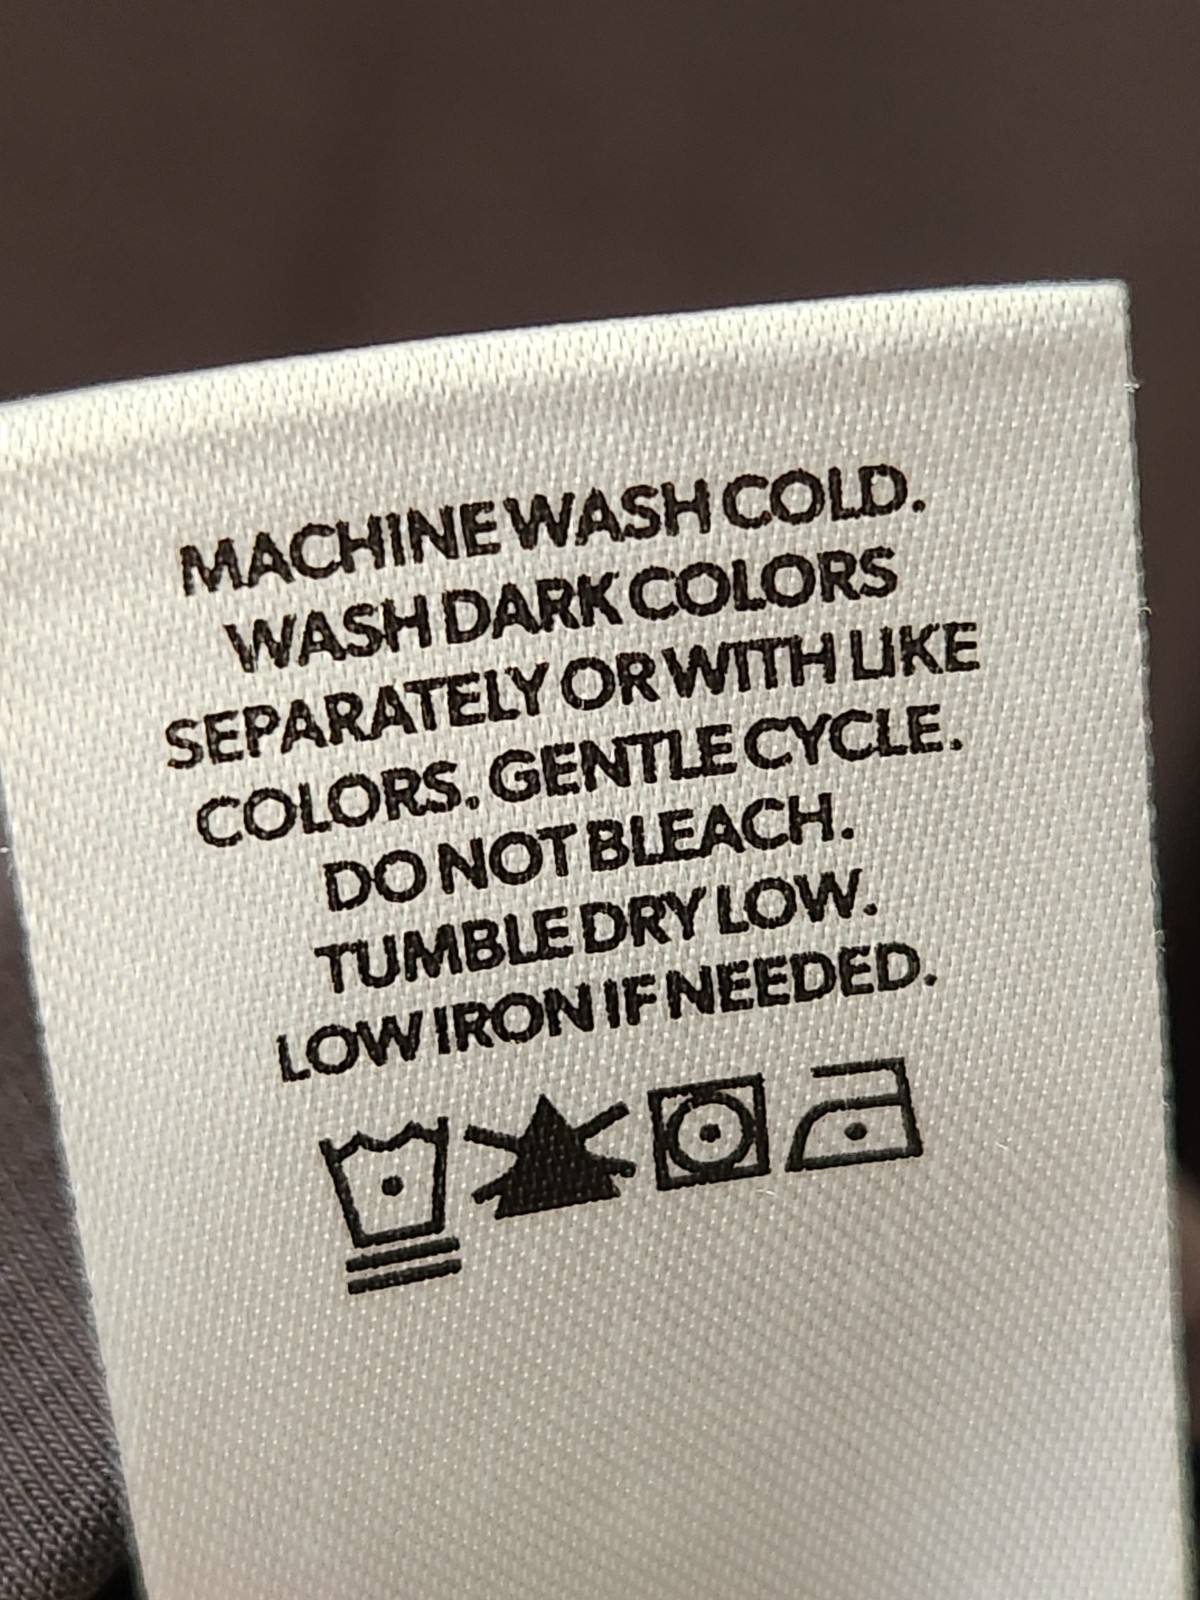 MACHINE WASH COLD.
WASH DARK COLORS
SEPARATELY OR WITH LIKE
COLORS. GENTLE CYCLE.
DO NOT BLEACH.
TUMBLE DRY LOW.
LOW IRON IF NEEDED.